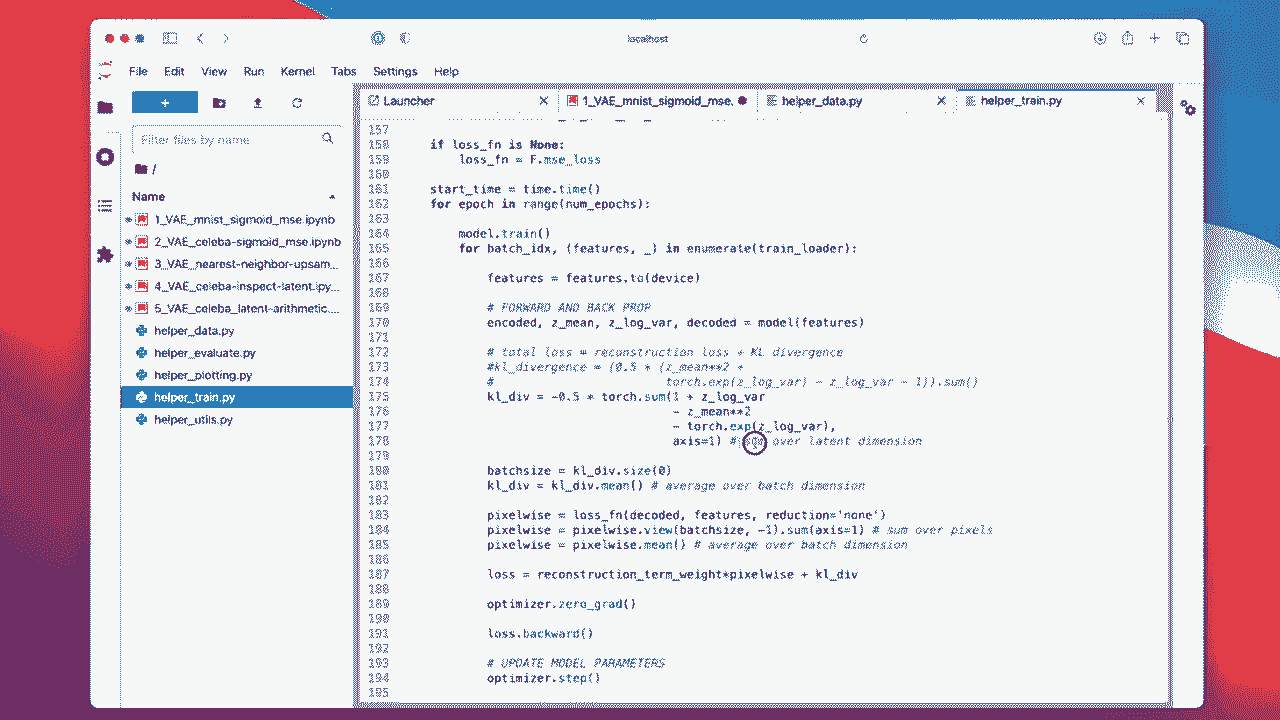 localhost
File Edit View Run Kernel Tabs Settings Help
+
Launcher
1_VAE_mnist_sigmoid_mse.
helper_data.py
helper_train.py
Filter files by name
/
Name
1_VAE_mnist_sigmoid_mse.ipynb
2_VAE_celeba-sigmoid_mse.ipynb
3_VAE_nearest-neighbor-upsam...
4_VAE_celeba-inspect-latent.ipy...
5_VAE_celeba_latent-arithmetic....
helper_data.py
helper_evaluate.py
helper_plotting.py
helper_train.py
helper_utils.py
157
158 if loss_fn is None:
159 loss_fn = F.mse_loss
160
161 start_time = time.time()
162 for epoch in range(num_epochs):
163
164 model.train()
165 for batch_idx, (features, _) in enumerate(train_loader):
166
167 features = features.to(device)
168
169 # FORWARD AND BACK PROP
170 encoded, z_mean, z_log_var, decoded = model(features)
171
172 # total loss = reconstruction loss + KL divergence
173 #kl_divergence = (0.5 * (z_mean**2 +
174 # torch.exp(z_log_var) - z_log_var - 1)).sum()
175 kl_div = -0.5 * torch.sum(1 + z_log_var
176 - z_mean**2
177 - torch.exp(z_log_var),
178 axis=1) # sum over latent dimension
179
180 batchsize = kl_div.size(0)
181 kl_div = kl_div.mean() # average over batch dimension
182
183 pixelwise = loss_fn(decoded, features, reduction='none')
184 pixelwise = pixelwise.view(batchsize, -1).sum(axis=1) # sum over pixels
185 pixelwise = pixelwise.mean() # average over batch dimension
186
187 loss = reconstruction_term_weight*pixelwise + kl_div
188
189 optimizer.zero_grad()
190
191 loss.backward()
192
193 # UPDATE MODEL PARAMETERS
194 optimizer.step()
195